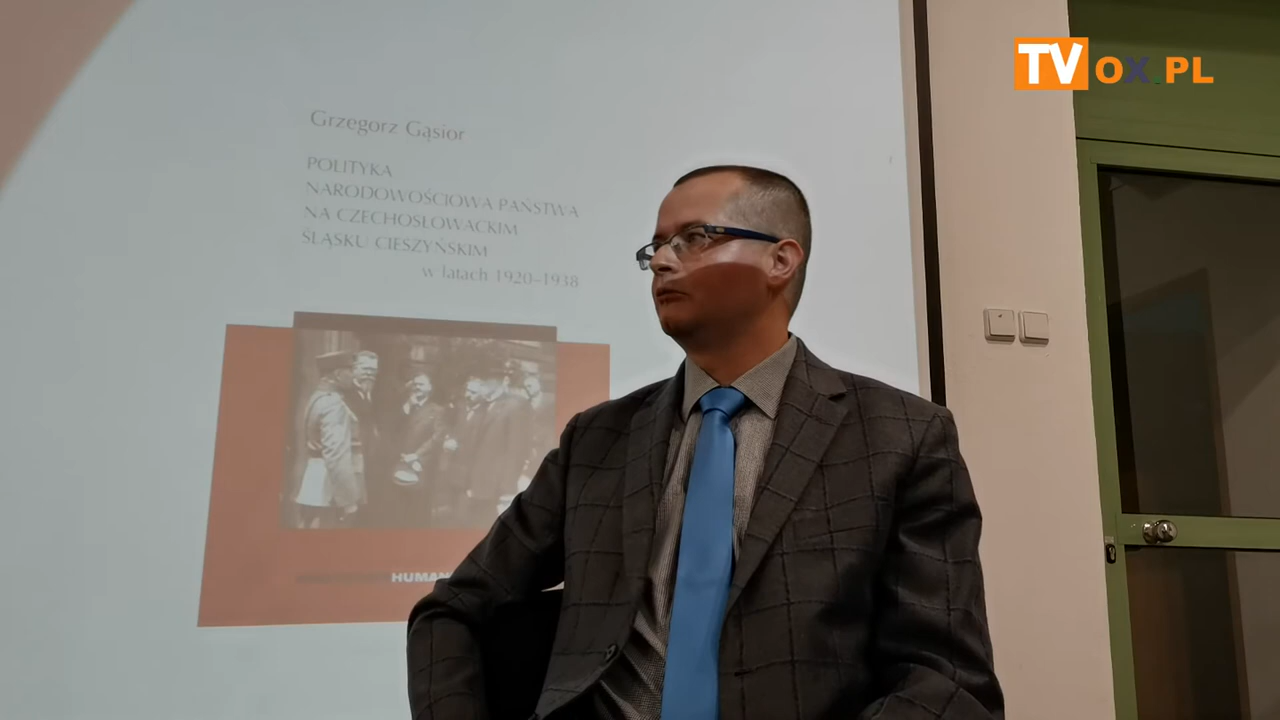 TVOX.PL
Grzegorz Gąsior
POLITYKA
NARODOWOŚCIOWA PAŃSTWA
NA CZECHOSŁOWACKIM
ŚLĄSKU CIESZYŃSKIM
w latach 1920–1938
HUMAN